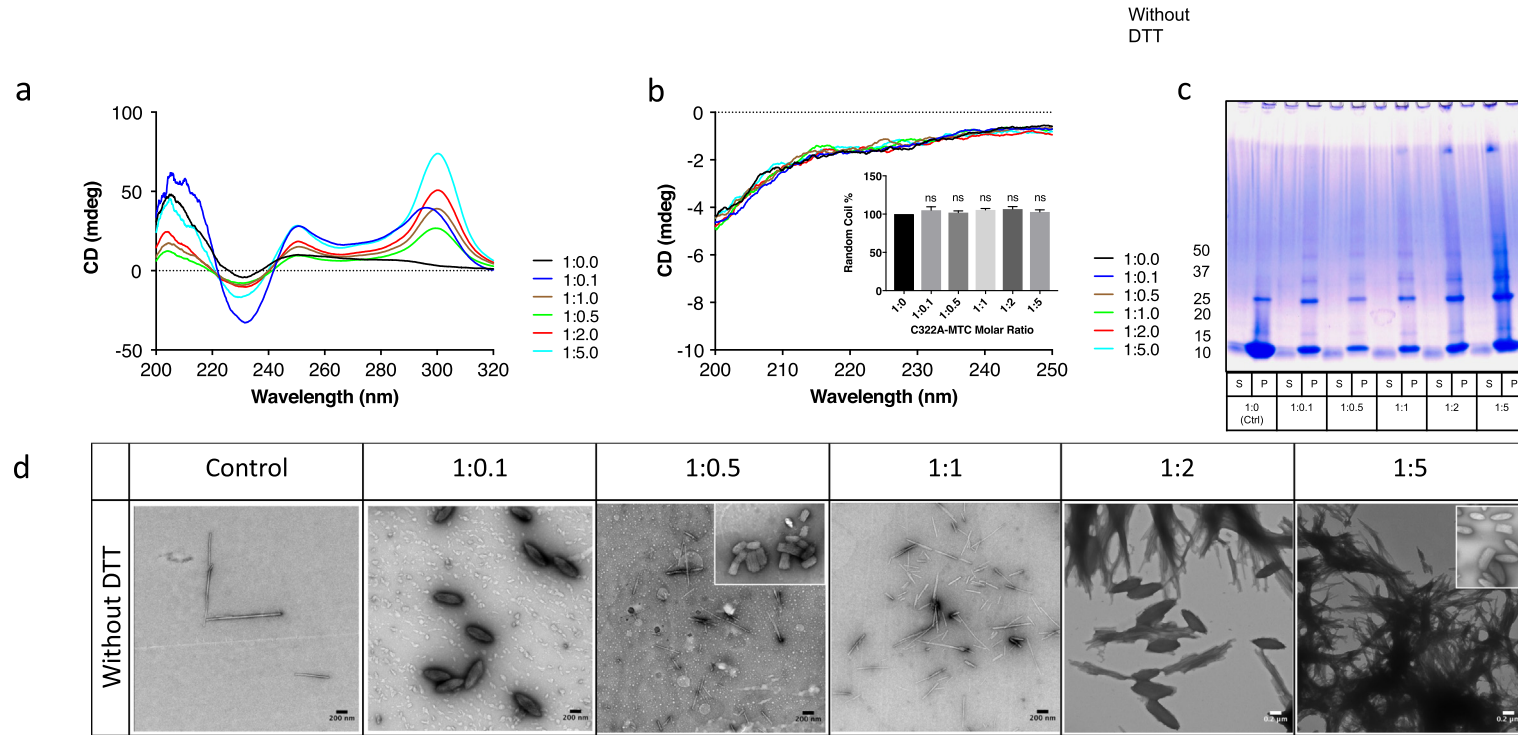 Without
DTT
a
b
c
CD (mdeg)
100
50
0
-50
200 220 240 260 280 300 320
Wavelength (nm)
1:0.0
1:0.1
1:1.0
1:0.5
1:2.0
1:5.0
CD (mdeg)
0
-2
-4
-6
-8
-10
200 210 220 230 240 250
Wavelength (nm)
Random Coil %
150
100
50
0
ns ns ns ns ns
1:0 1:0.1 1:0.5 1:1 1:2 1:5
C322A-MTC Molar Ratio
1:0.0
1:0.1
1:0.5
1:1.0
1:2.0
1:5.0
50
37
25
20
15
10
S P S P S P S P S P S P
1:0 1:0.1 1:0.5 1:1 1:2 1:5
(Ctrl)
d
Control 1:0.1 1:0.5 1:1 1:2 1:5
Without DTT
200 nm 200 nm 200 nm 200 nm 0.2 µm 0.2 µ